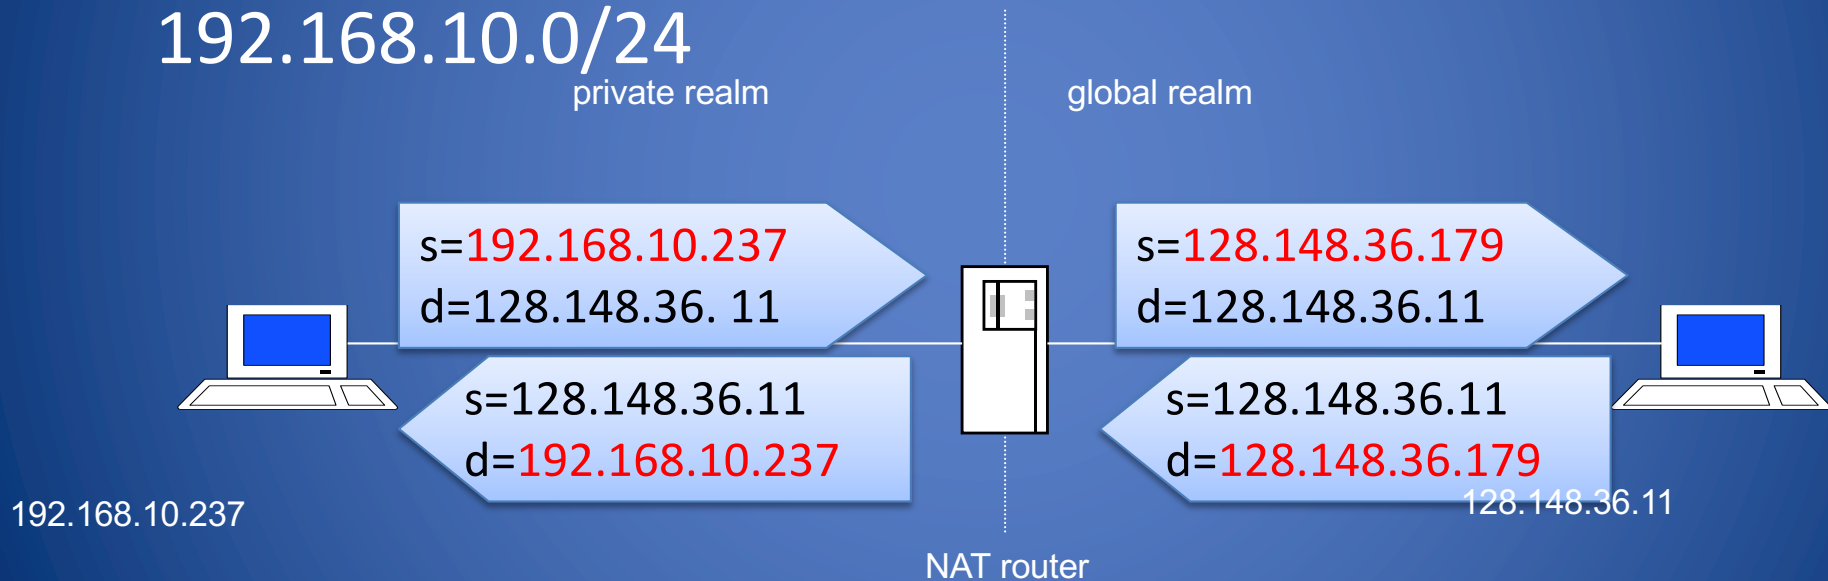 192.168.10.0/24
private realm
global realm
s=192.168.10.237
d=128.148.36. 11
s=128.148.36.179
d=128.148.36.11
s=128.148.36.11
d=192.168.10.237
s=128.148.36.11
d=128.148.36.179
192.168.10.237
128.148.36.11
NAT router